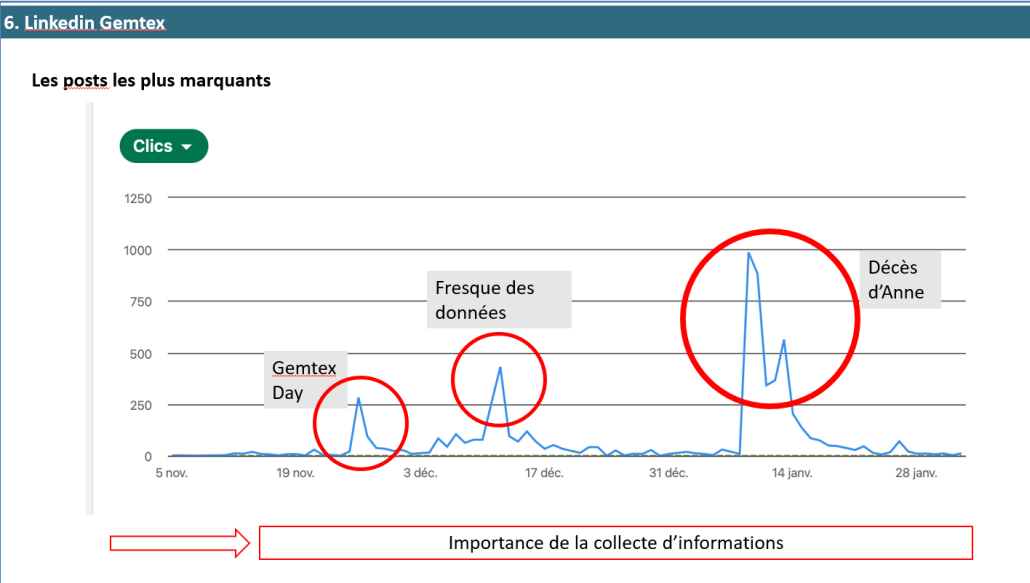 6. Linkedin Gemtex
Les posts les plus marquants
Clics
1250
1000
750
500
250
0
Gemtex
Day
Fresque des
données
Décès
d’Anne
5 nov.
19 nov.
3 déc.
17 déc.
31 déc.
14 janv.
28 janv.
Importance de la collecte d’informations